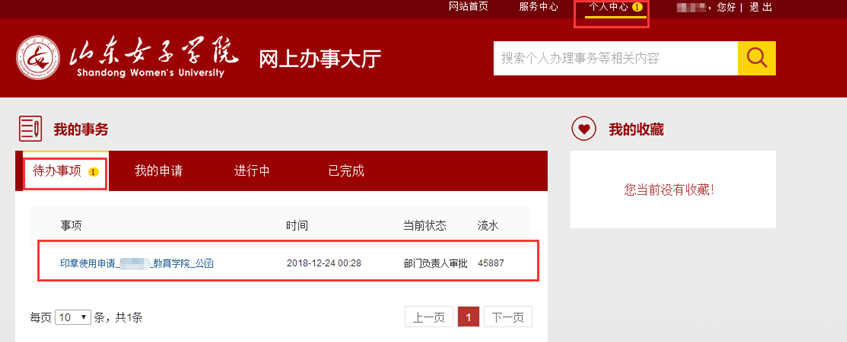 网站首页 服务中心 个人中心 1 ，您好 | 退 出
山东女子学院
Shandong Women's University
网上办事大厅
搜索个人办理事务等相关内容
我的事务
我的收藏
待办事项 1 我的申请 进行中 已完成
您当前没有收藏!
事项 时间 当前状态 流水
印章使用申请_ _教育学院_公函 2018-12-24 00:28 部门负责人审批 45887
每页 10 条，共1条 上一页 1 下一页